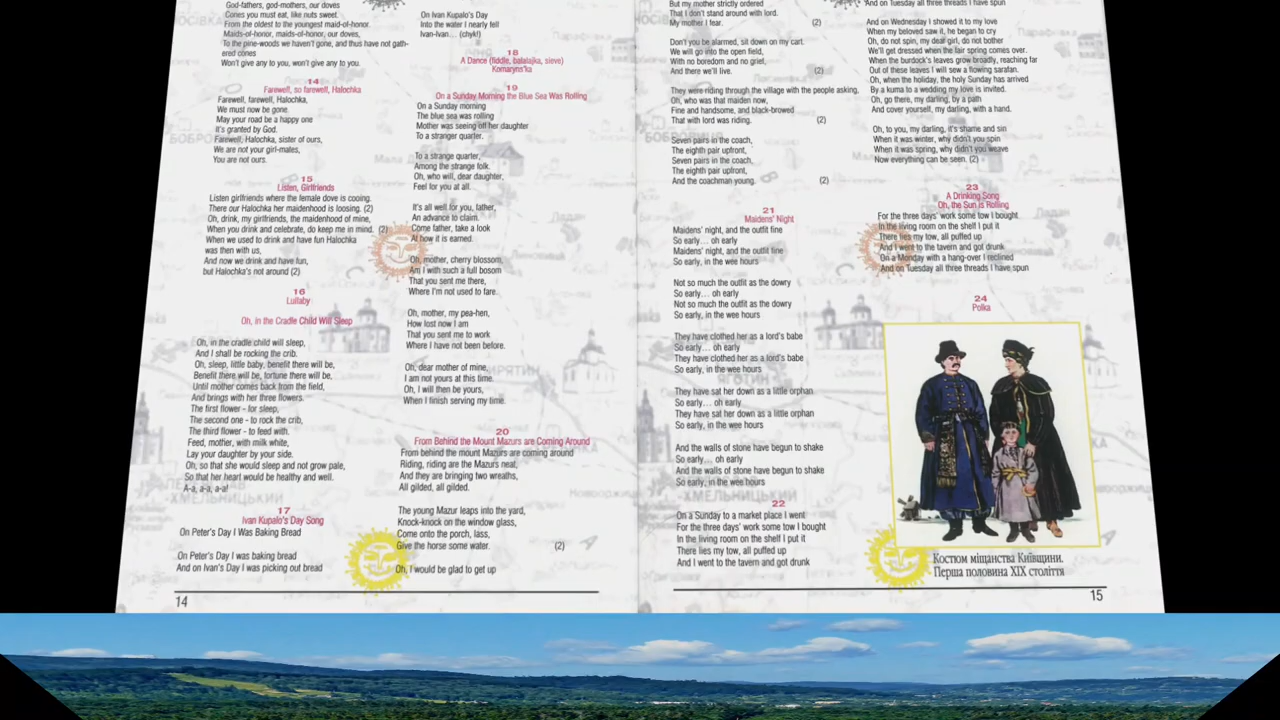 God-fathers, god-mothers, our doves
Cones you must eat, like nuts sweet.
From the oldest to the youngest maid-of-honor.
Maids-of-honor, maids-of-honor, our doves,
To the pine-woods we haven't gone, and thus have not gath-
ered cones
Won't give any to you, won't give any to you.
14
Farewell, so farewell, Halochka
Farewell, farewell, Halochka,
We must now be gone.
May your road be a happy one
It's granted by God.
Farewell, Halochka, sister of ours,
We are not your girl-males,
You are not ours.
15
Listen, Girlfriends
Listen girlfriends where the female dove is cooing.
There our Halochka her maidenhood is loosing. (2)
Oh, drink, my girlfriends, the maidenhood of mine,
When you drink and celebrate, do keep me in mind. (2)
When we used to drink and have fun Halochka
was then with us,
And now we drink and have fun,
but Halochka's not around (2)
16
Lullaby
Oh, in the Cradle Child Will Sleep
Oh, in the cradle child will sleep,
And I shall be rocking the crib.
Oh, sleep, little baby, benefit there will be,
Benefit there will be, fortune there will be,
Until mother comes back from the field,
And brings with her three flowers.
The first flower - for sleep,
The second one - to rock the crib,
The third flower - to feed with.
Feed, mother, with milk white,
Lay your daughter by your side.
Oh, so that she would sleep and not grow pale,
So that her heart would be healthy and well.
A-a, a-a, a-a!
17
Ivan Kupalo's Day Song
On Peter's Day I Was Baking Bread
On Peter's Day I was baking bread
And on Ivan's Day I was picking out bread
On Ivan Kupalo's Day
Into the water I nearly fell
Ivan-Ivan... (chyk!)
18
A Dance (fiddle, balalajka, sieve)
Komaryns'ka
19
On a Sunday Morning the Blue Sea Was Rolling
On a Sunday morning
The blue sea was rolling
Mother was seeing off her daughter
To a stranger quarter.
To a strange quarter,
Among the strange folk.
Oh, who will, dear daughter,
Feel for you at all.
It's all well for you, father,
An advance to claim.
Come father, take a look
At how it is earned.
Oh, mother, cherry blossom,
Am I with such a full bosom
That you sent me there,
Where I'm not used to fare.
Oh, mother, my pea-hen,
How lost now I am
That you sent me to work
Where I have not been before.
Oh, dear mother of mine,
I am not yours at this time.
Oh, I will then be yours,
When I finish serving my time.
20
From Behind the Mount Mazurs are Coming Around
From behind the mount Mazurs are coming around
Riding, riding are the Mazurs neat,
And they are bringing two wreaths,
All gilded, all gilded.
The young Mazur leaps into the yard,
Knock-knock on the window glass,
Come onto the porch, lass,
Give the horse some water. (2)
Oh, I would be glad to get up
14
But my mother strictly ordered
That I don't stand around with lord.
My mother I fear. (2)
Don't you be alarmed, sit down on my cart.
We will go into the open field,
With no boredom and no grief,
And there we'll live. (2)
They were riding through the village with the people asking,
Oh, who was that maiden now,
Fine and handsome, and black-browed
That with lord was riding. (2)
Seven pairs in the coach,
The eighth pair upfront,
Seven pairs in the coach,
The eighth pair upfront,
And the coachman young. (2)
21
Maidens' Night
Maidens' night, and the outfit fine
So early... oh early
Maidens' night, and the outfit fine
So early, in the wee hours
Not so much the outfit as the dowry
So early... oh early
Not so much the outfit as the dowry
So early, in the wee hours
They have clothed her as a lord's babe
So early... oh early
They have clothed her as a lord's babe
So early, in the wee hours
They have sat her down as a little orphan
So early... oh early
They have sat her down as a little orphan
So early, in the wee hours
And the walls of stone have begun to shake
So early... oh early
And the walls of stone have begun to shake
So early, in the wee hours
22
On a Sunday to a market place I went
For the three days' work some tow I bought
In the living room on the shelf I put it
There lies my tow, all puffed up
And I went to the tavern and got drunk
And on Tuesday all three threads I have spun
And on Wednesday I showed it to my love
When my beloved saw it, he began to cry
Oh, do not spin, my dear girl, do not bother
We'll get dressed when the fair spring comes over.
When the burdock's leaves grow broadly, reaching far
Out of these leaves I will sew a flowing sarafan.
Oh, when the holiday, the holy Sunday has arrived
By a kuma to a wedding my love is invited.
Oh, go there, my darling, by a path
And cover yourself, my darling, with a hand.
Oh, to you, my darling, it's shame and sin
When it was winter, why didn't you spin
When it was spring, why didn't you weave
Now everything can be seen. (2)
23
A Drinking Song
Oh, the Sun is Rolling
For the three days' work some tow I bought
In the living room on the shelf I put it
There lies my tow, all puffed up
And I went to the tavern and got drunk
On a Monday with a hang-over I reclined
And on Tuesday all three threads I have spun
24
Polka
Костюм міщанства Київщини.
Перша половина XIX століття
15